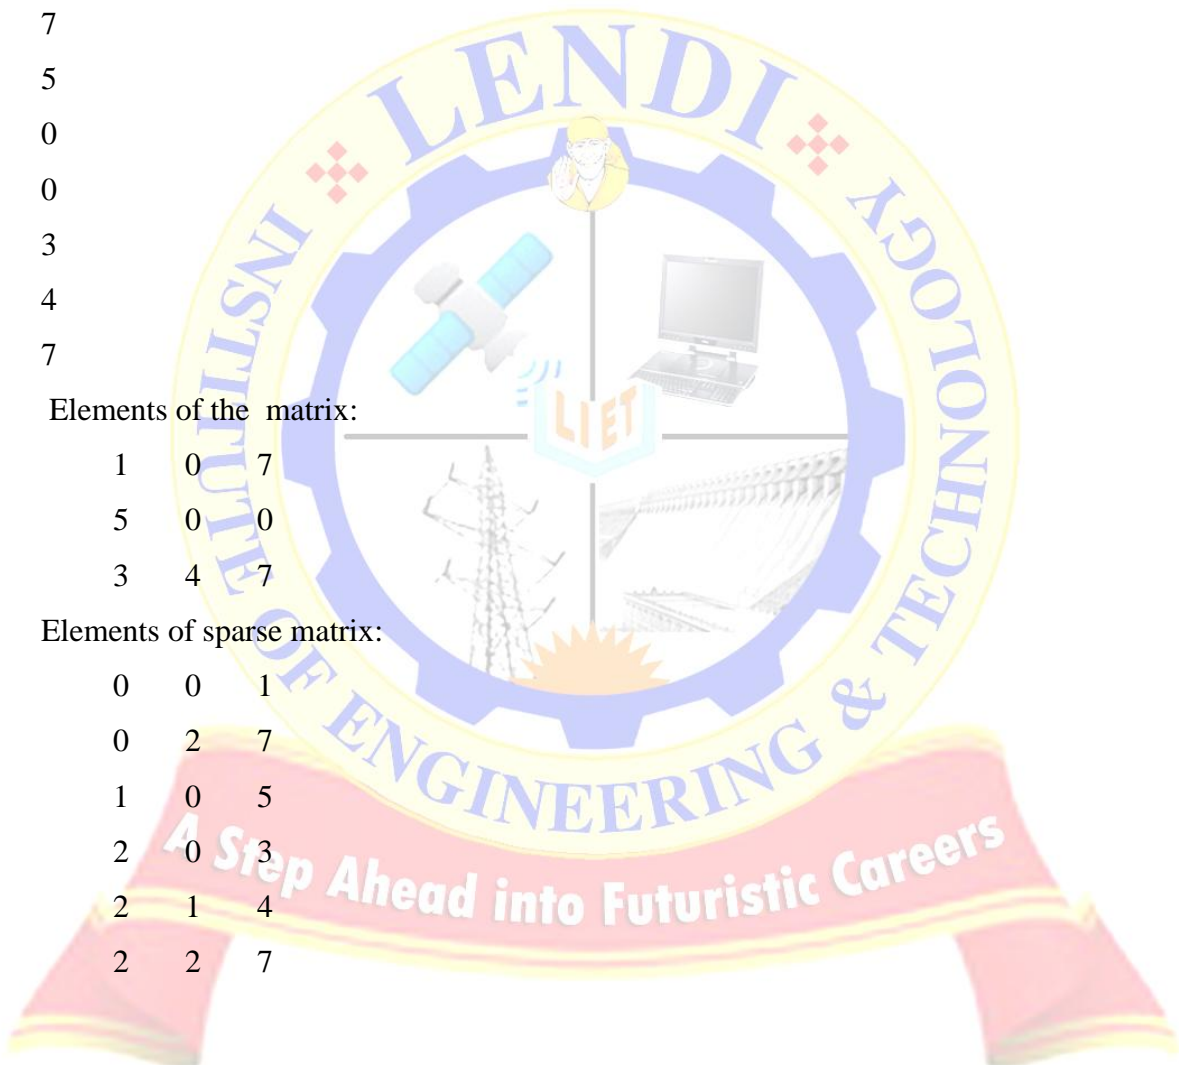 7
5
0
0
3
4
7
Elements of the matrix:
1 0 7
5 0 0
3 4 7
Elements of sparse matrix:
0 0 1
0 2 7
1 0 5
2 0 3
2 1 4
2 2 7
LENDI
INSTITUTE OF ENGINEERING & TECHNOLOGY
LIET
A Step Ahead into Futuristic Careers